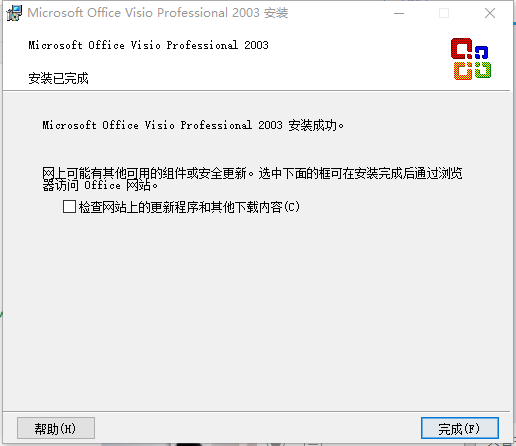 Microsoft Office Visio Professional 2003 安装
Microsoft Office Visio Professional 2003
安装已完成
Microsoft Office Visio Professional 2003 安装成功。
网上可能有其他可用的组件或安全更新。选中下面的框可在安装完成后通过浏览
器访问 Office 网站。
检查网站上的更新程序和其他下载内容(C)
帮助(H)
完成(F)